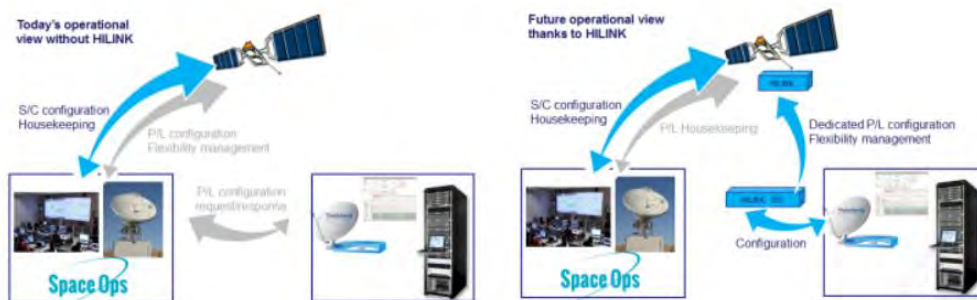 Today's operational
view without HILINK
S/C configuration
Housekeeping
P/L configuration
Flexibility management
P/L configuration
request/response
Space Ops
Future operational view
thanks to HILINK
S/C configuration
Housekeeping
P/L Housekeeping
HILINK
Dedicated P/L configuration
Flexibility management
HILINK
Configuration
Space Ops